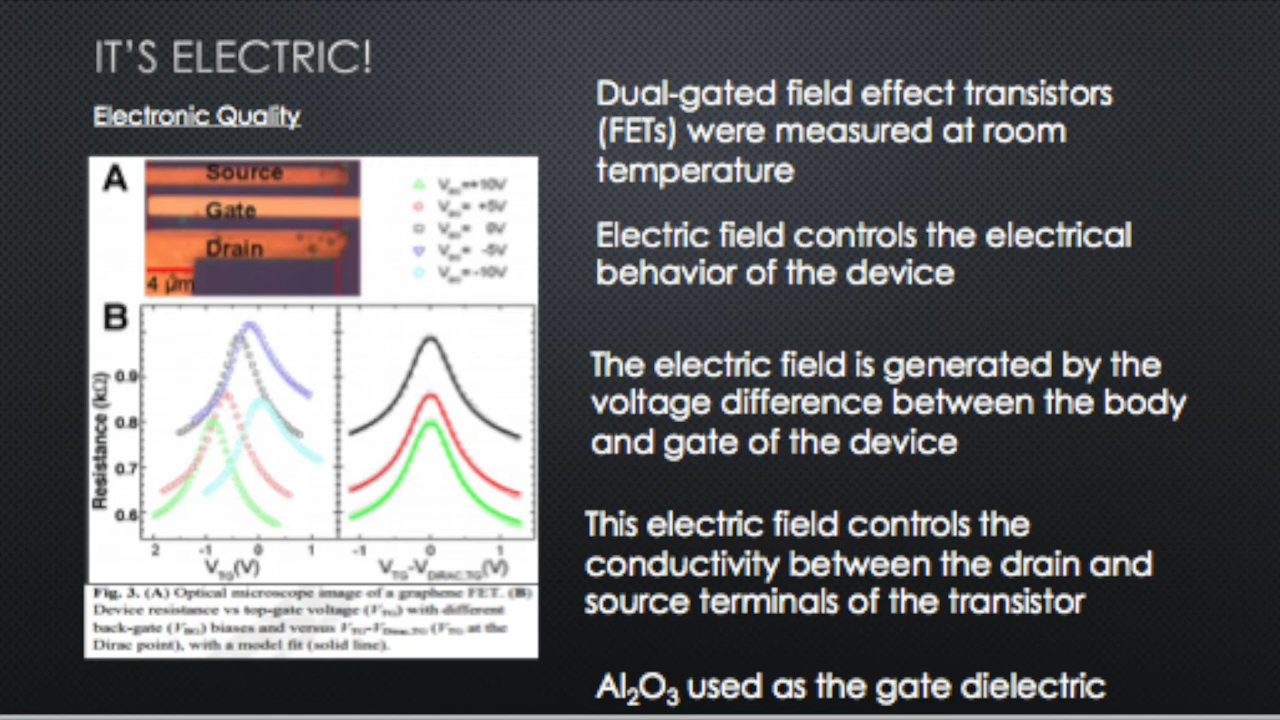 IT'S ELECTRIC!
Electronic Quality
A
Source
Gate
Drain
4 μm
V_BG=+10V
V_BG= +5V
V_BG= 0V
V_BG= -5V
V_BG=-10V
B
Resistance (kΩ)
0.9
0.8
0.7
0.6
2 -1 0 1
-1 0 1
V_TG(V)
V_TG-V_DIRAC,TG(V)
Fig. 3. (A) Optical microscope image of a graphene FET. (B)
Device resistance vs top-gate voltage (V_TG) with different
back-gate (V_BG) biases and versus V_TG-V_Dirac,TG (V_TG at the
Dirac point), with a model fit (solid line).
Dual-gated field effect transistors
(FETs) were measured at room
temperature
Electric field controls the electrical
behavior of the device
The electric field is generated by the
voltage difference between the body
and gate of the device
This electric field controls the
conductivity between the drain and
source terminals of the transistor
Al₂O₃ used as the gate dielectric